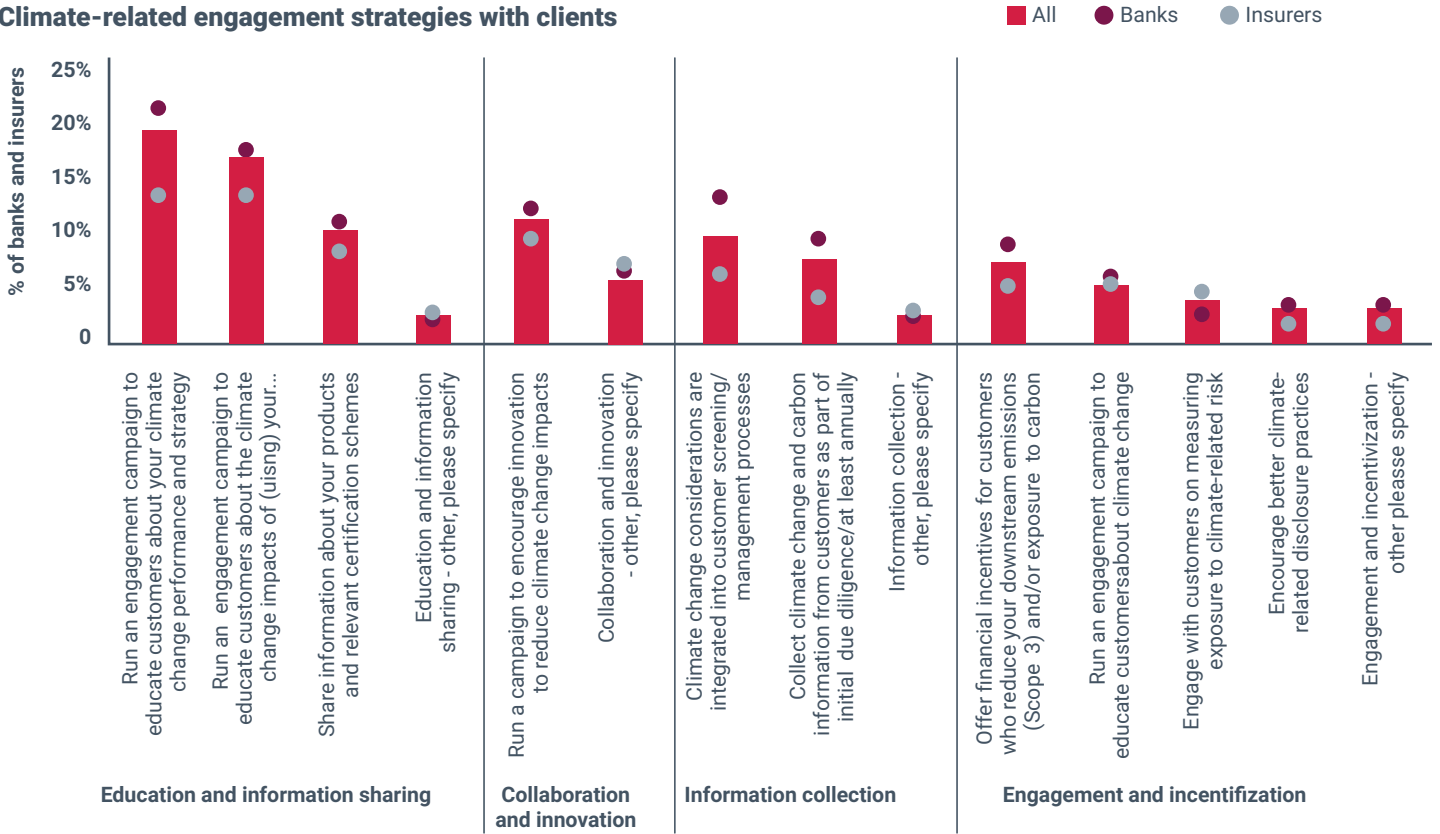 Climate-related engagement strategies with clients
All
Banks
Insurers
% of banks and insurers
25%
20%
15%
10%
5%
0
Run an engagement campaign to
educate customers about your climate
change performance and strategy
Run an engagement campaign to
educate customers about the climate
change impacts of (uisng) your...
Share information about your products
and relevant certification schemes
Education and information
sharing - other, please specify
Run a campaign to encourage innovation
to reduce climate change impacts
Collaboration and innovation
- other, please specify
Climate change considerations are
integrated into customer screening/
management processes
Collect climate change and carbon
information from customers as part of
initial due diligence/at least annually
Information collection -
other, please specify
Offer financial incentives for customers
who reduce your downstream emissions
(Scope 3) and/or exposure to carbon
Run an engagement campaign to
educate customersabout climate change
Engage with customers on measuring
exposure to climate-related risk
Encourage better climate-
related disclosure practices
Engagement and incentivization -
other please specify
Education and information sharing
Collaboration
and innovation
Information collection
Engagement and incentifization